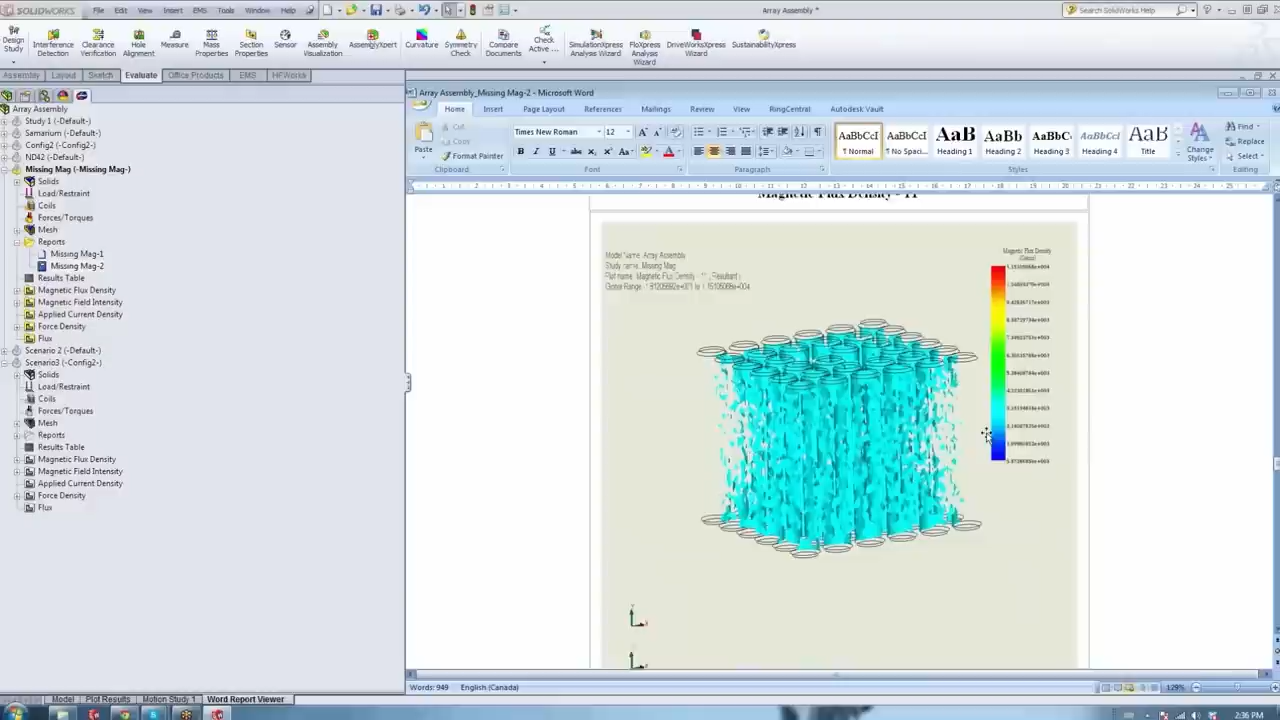 SOLIDWORKS File Edit View Insert EMS Tools Window Help
Array Assembly *
Search SolidWorks Help
Design Study
Interference Detection
Clearance Verification
Hole Alignment
Measure
Mass Properties
Section Properties
Sensor
Assembly Visualization
AssemblyXpert
Curvature
Symmetry Check
Compare Documents
Check Active ...
SimulationXpress Analysis Wizard
FloXpress Analysis Wizard
DriveWorksXpress Wizard
SustainabilityXpress
Assembly Layout Sketch Evaluate Office Products EMS HFWorks
Array Assembly
Study 1 (-Default-)
Samarium (-Default-)
Config2 (-Config2-)
ND42 (-Default-)
Missing Mag (-Missing Mag-)
Solids
Load/Restraint
Coils
Forces/Torques
Mesh
Reports
Missing Mag-1
Missing Mag-2
Results Table
Magnetic Flux Density
Magnetic Field Intensity
Applied Current Density
Force Density
Flux
Scenario 2 (-Default-)
Scenario3 (-Config2-)
Solids
Load/Restraint
Coils
Forces/Torques
Mesh
Reports
Results Table
Magnetic Flux Density
Magnetic Field Intensity
Applied Current Density
Force Density
Flux
Model Plot Results Motion Study 1 Word Report Viewer
Array Assembly_Missing Mag-2 - Microsoft Word
Home Insert Page Layout References Mailings Review View RingCentral Autodesk Vault
Paste
Cut
Copy
Format Painter
Clipboard
Times New Roman 12
Font
Paragraph
AaBbCcI ¶ Normal
AaBbCcI ¶ No Spaci...
AaB Heading 1
AaBb Heading 2
AaBbC Heading 3
AaBbCcI Heading 4
AaB Title
Change Styles
Styles
Find
Replace
Select
Editing
Magnetic Flux Density - 11
Model Name: Array Assembly
Study name: Missing Mag
Magnetic Flux Density
Words: 949 English (Canada)
129%
2:36 PM